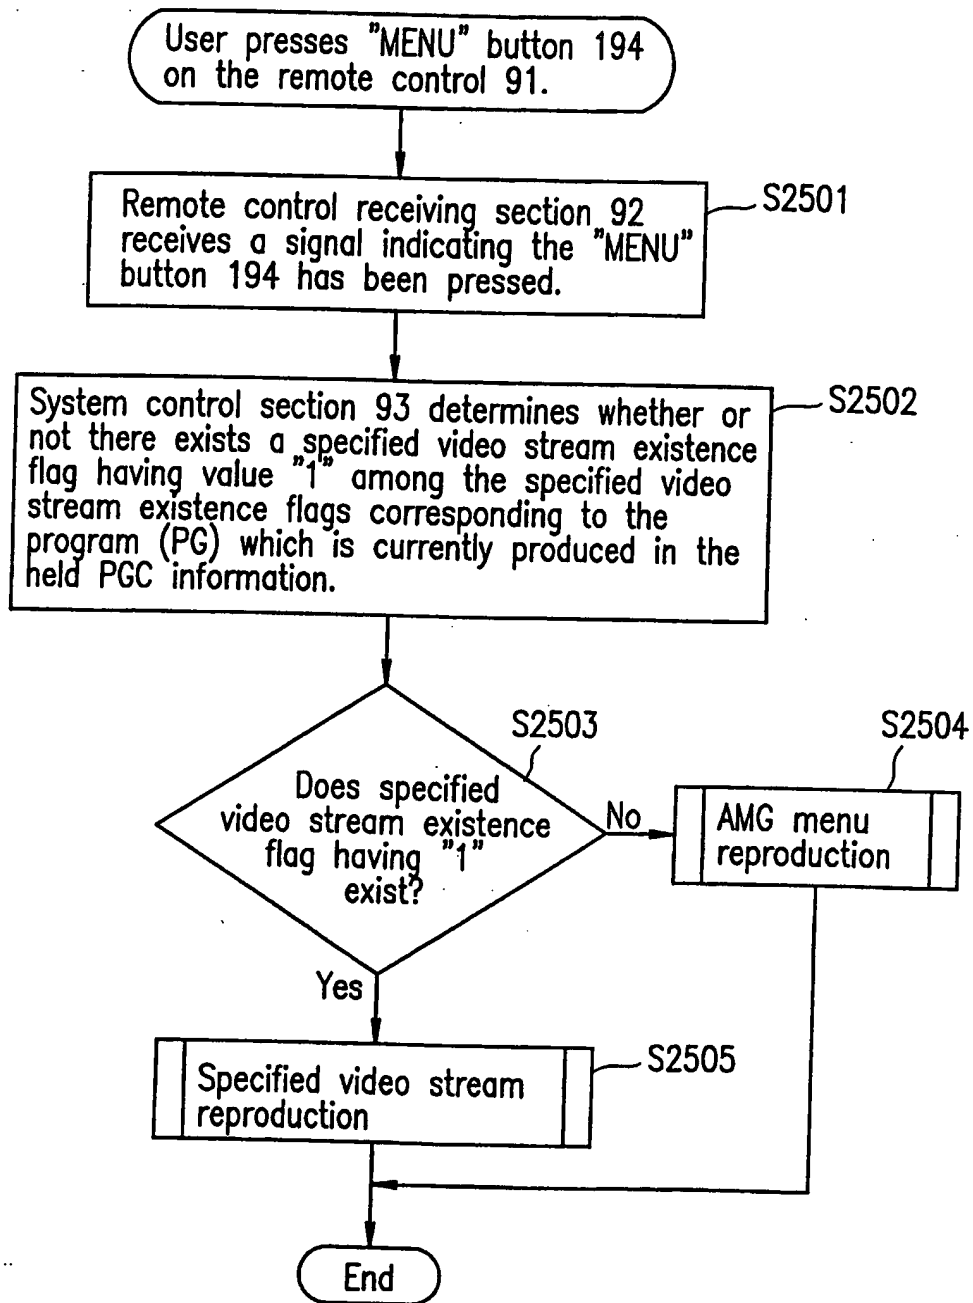 User presses "MENU" button 194
on the remote control 91.
S2501
Remote control receiving section 92
receives a signal indicating the "MENU"
button 194 has been pressed.
S2502
System control section 93 determines whether or
not there exists a specified video stream existence
flag having value "1" among the specified video
stream existence flags corresponding to the
program (PG) which is currently produced in the
held PGC information.
S2503
Does specified
video stream existence
flag having "1"
exist?
No
S2504
AMG menu
reproduction
Yes
S2505
Specified video stream
reproduction
End